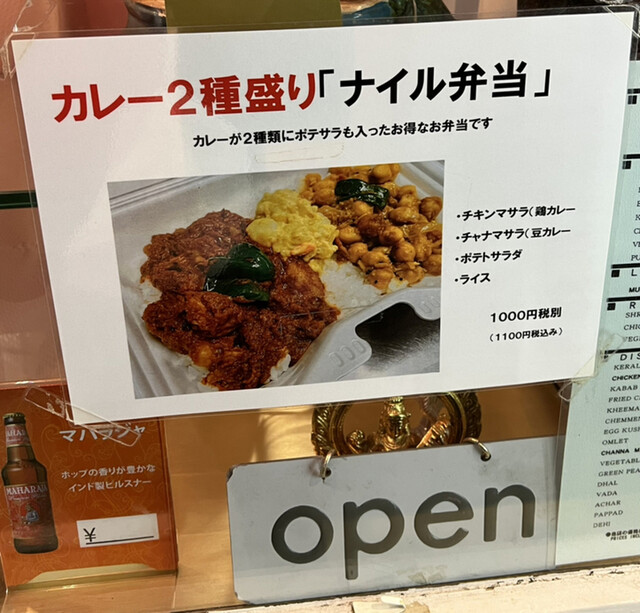 カレー２種盛り「ナイル弁当」
カレーが２種類にポテサラも入ったお得なお弁当です
・チキンマサラ（鶏カレー
・チャナマサラ（豆カレー
・ポテトサラダ
・ライス
1000円税別
（1100円税込み）
マハラジャ
ホップの香りが豊かな
インド製ピルスナー
￥
open
KERAL
CHICKEN
KABAB
FRIED C
KHEEMA
CHEMMEE
EGG KUS
OMLET
CHANNA M
VEGETABL
GREEN PEA
DHAL
VADA
ACHAR
PAPPAD
DEHI